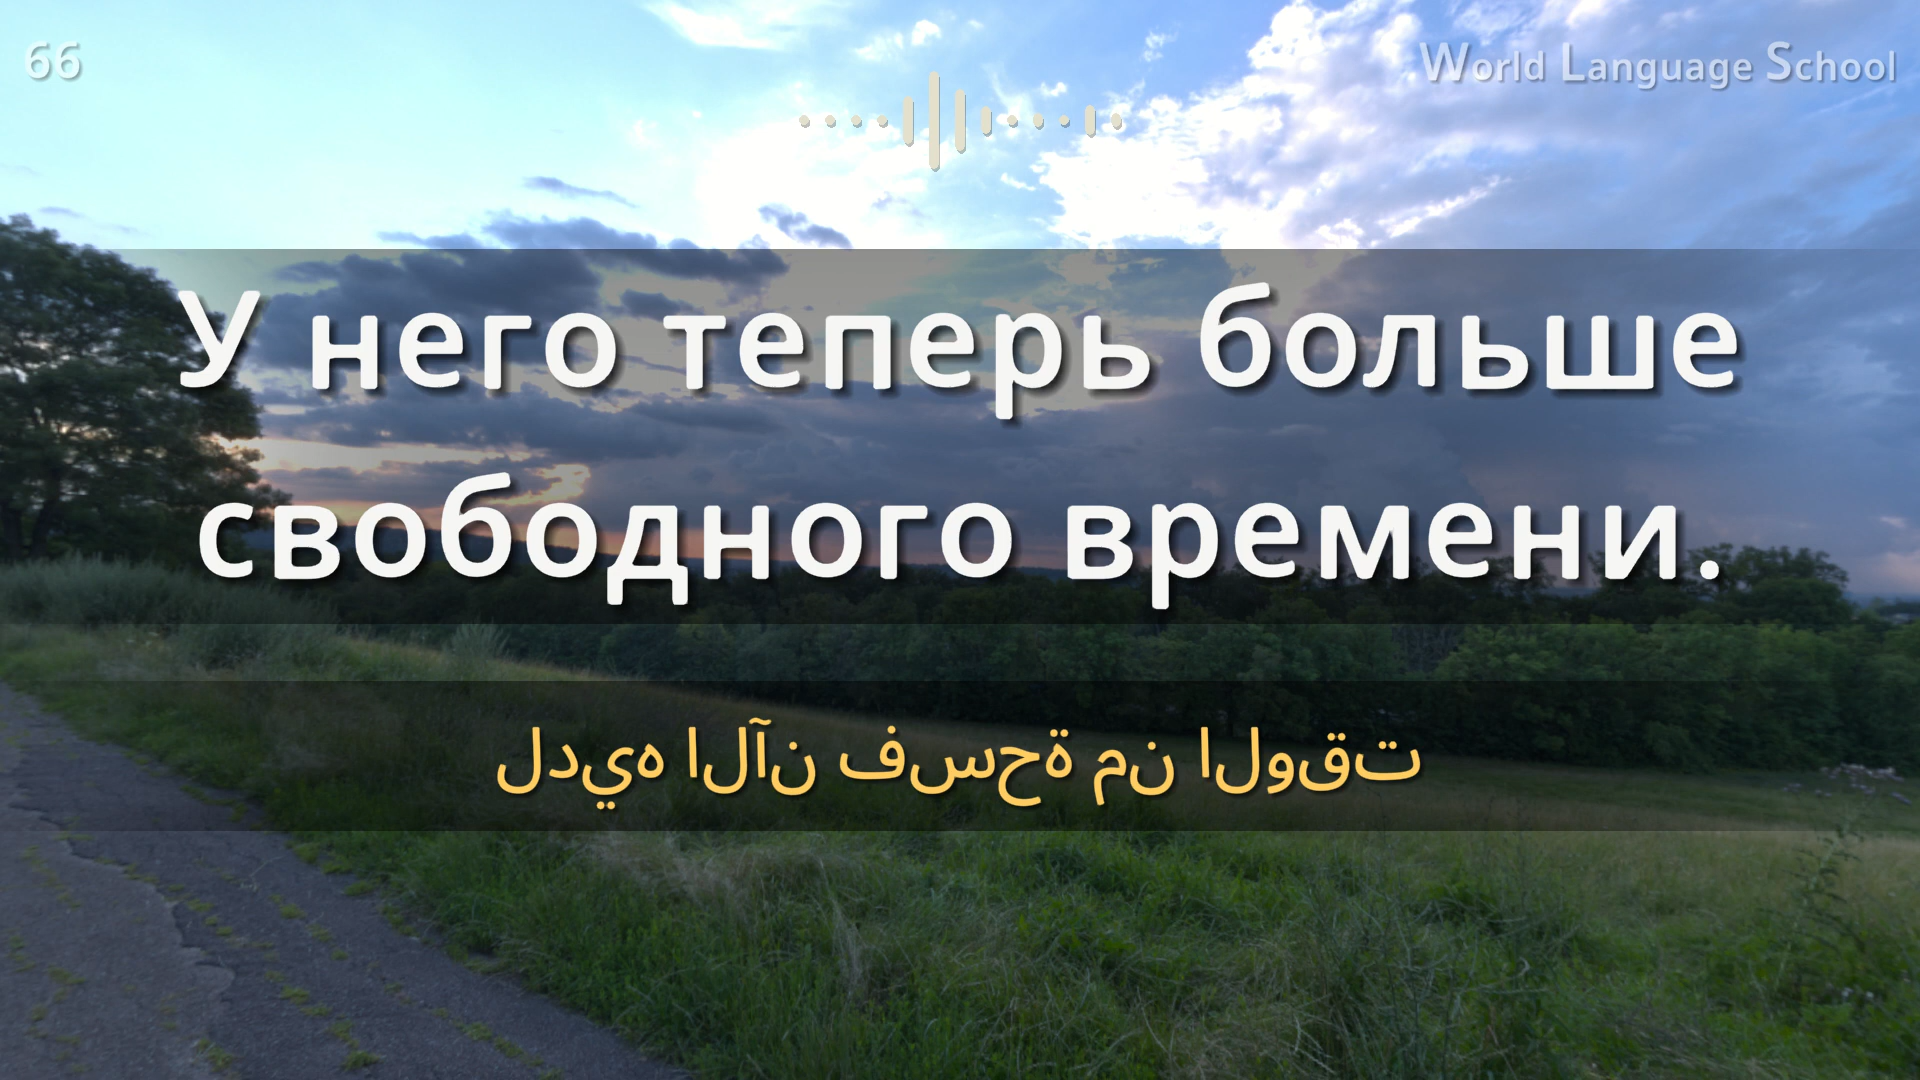 66
World Language School
У него теперь больше
свободного времени.
لديه الآن فسحة من الوقت